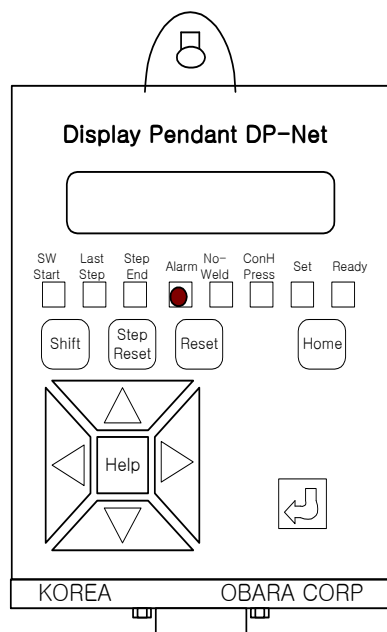 Display Pendant DP-Net
SW Start
Last Step
Step End
Alarm
No-Weld
ConH Press
Set
Ready
Shift
Step Reset
Reset
Home
Help
KOREA OBARA CORP